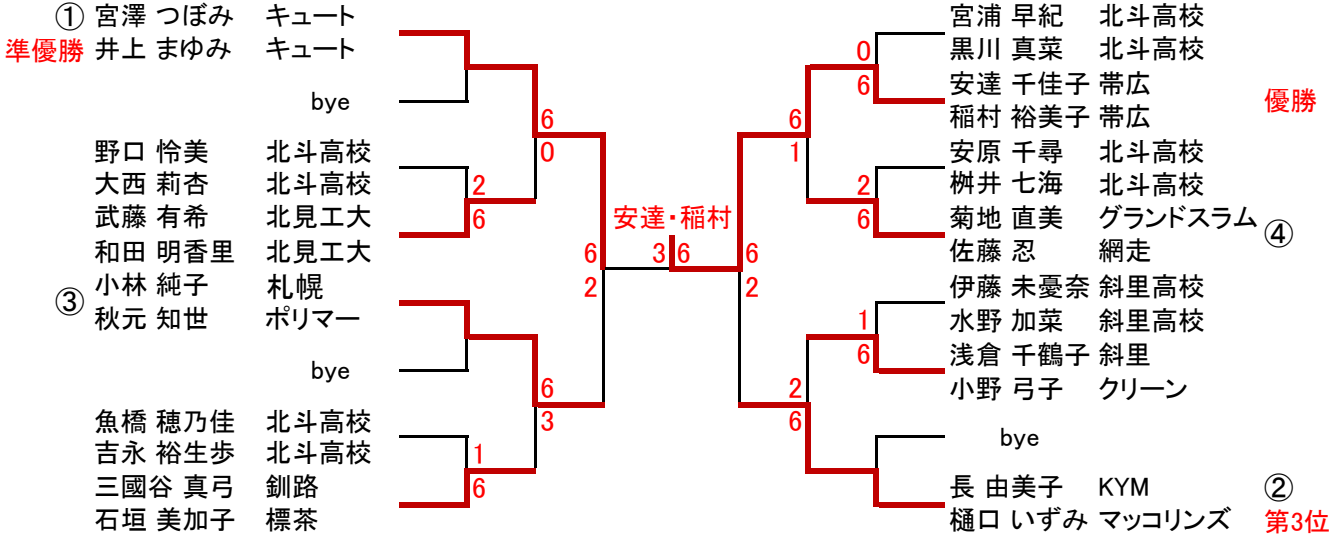 ① 宮澤 つぼみ キュート
準優勝 井上 まゆみ キュート
bye
6
0
野口 怜美 北斗高校
大西 莉杏 北斗高校
2
武藤 有希 北見工大
6
和田 明香里 北見工大
6
2
③ 小林 純子 札幌
秋元 知世 ポリマー
bye
6
3
魚橋 穂乃佳 北斗高校
吉永 裕生歩 北斗高校
1
三國谷 真弓 釧路
6
石垣 美加子 標茶
安達・稲村
3 6
宮浦 早紀 北斗高校
0 黒川 真菜 北斗高校
6 安達 千佳子 帯広
優勝
稲村 裕美子 帯広
6
1
安原 千尋 北斗高校
2 桝井 七海 北斗高校
6 菊地 直美 グランドスラム
④
佐藤 忍 網走
6
2
伊藤 未憂奈 斜里高校
1 水野 加菜 斜里高校
6 浅倉 千鶴子 斜里
小野 弓子 クリーン
2
6
bye
長 由美子 KYM ②
樋口 いずみ マッコリンズ 第3位